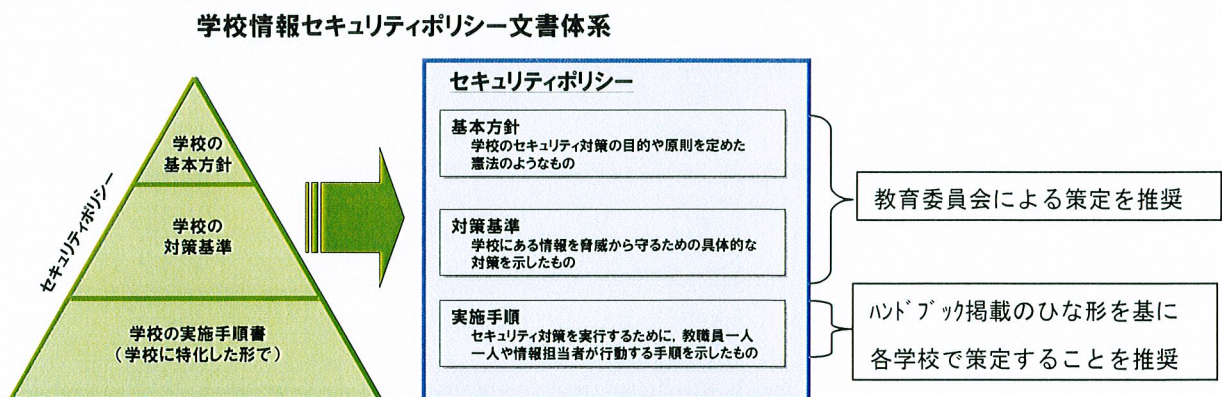 学校情報セキュリティポリシー文書体系
学校の
基本方針
セキュリティポリシー
学校の
対策基準
学校の実施手順書
(学校に特化した形で)
セキュリティポリシー
基本方針
学校のセキュリティ対策の目的や原則を定めた
憲法のようなもの
対策基準
学校にある情報を脅威から守るための具体的な
対策を示したもの
実施手順
セキュリティ対策を実行するために，教職員一人
一人や情報担当者が行動する手順を示したもの
教育委員会による策定を推奨
ﾊﾝﾄﾞﾌﾞｯｸ掲載のひな形を基に
各学校で策定することを推奨